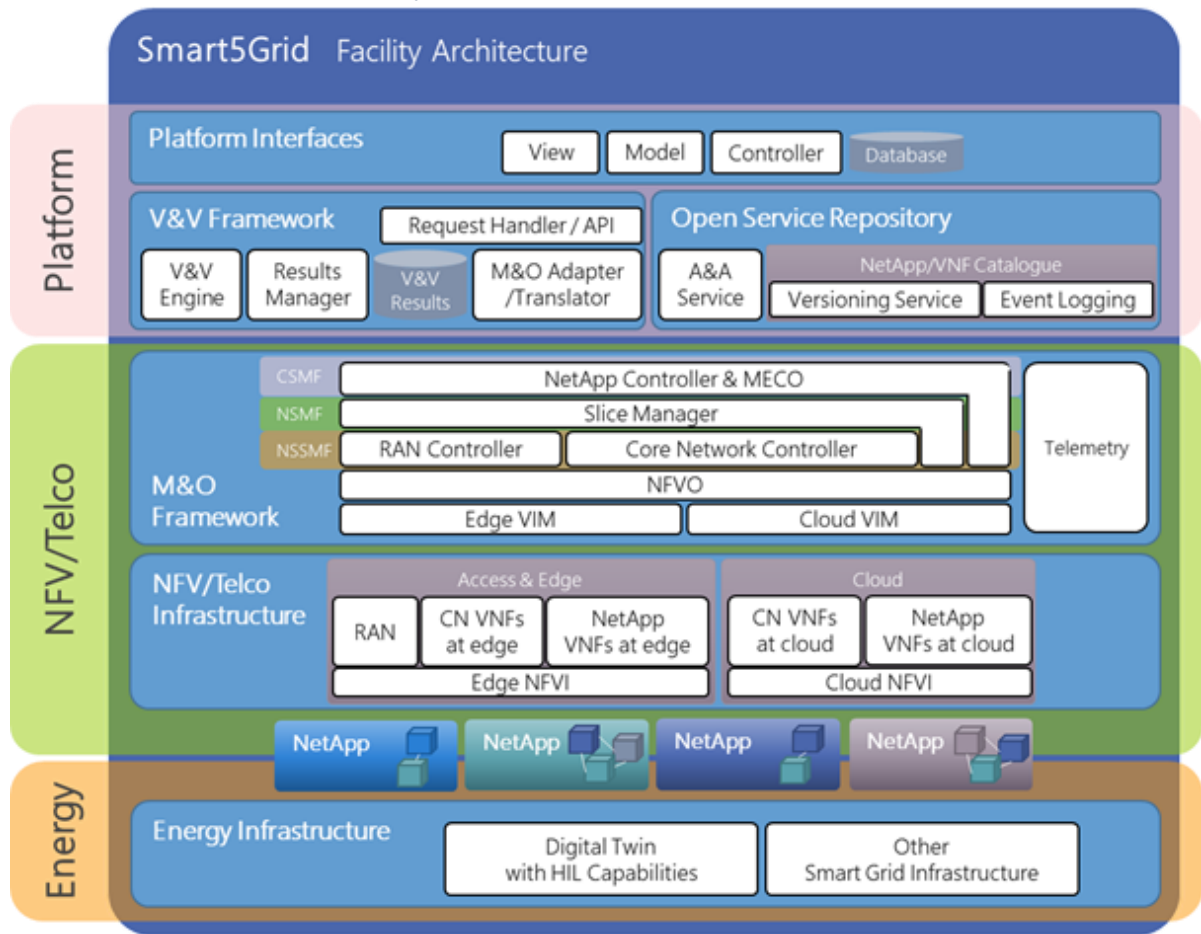 Smart5Grid Facility Architecture
Platform
Platform Interfaces
View
Model
Controller
Database
V&V Framework
Request Handler / API
V&V
Engine
Results
Manager
V&V
Results
M&O Adapter
/Translator
Open Service Repository
A&A
Service
NetApp/VNF Catalogue
Versioning Service
Event Logging
NFV/Telco
CSMF
NetApp Controller & MECO
NSMF
Slice Manager
NSSMF
RAN Controller
Core Network Controller
Telemetry
M&O
Framework
NFVO
Edge VIM
Cloud VIM
NFV/Telco
Infrastructure
Access & Edge
RAN
CN VNFs
at edge
NetApp
VNFs at edge
Edge NFVI
Cloud
CN VNFs
at cloud
NetApp
VNFs at cloud
Cloud NFVI
NetApp
NetApp
NetApp
NetApp
Energy
Energy Infrastructure
Digital Twin
with HIL Capabilities
Other
Smart Grid Infrastructure